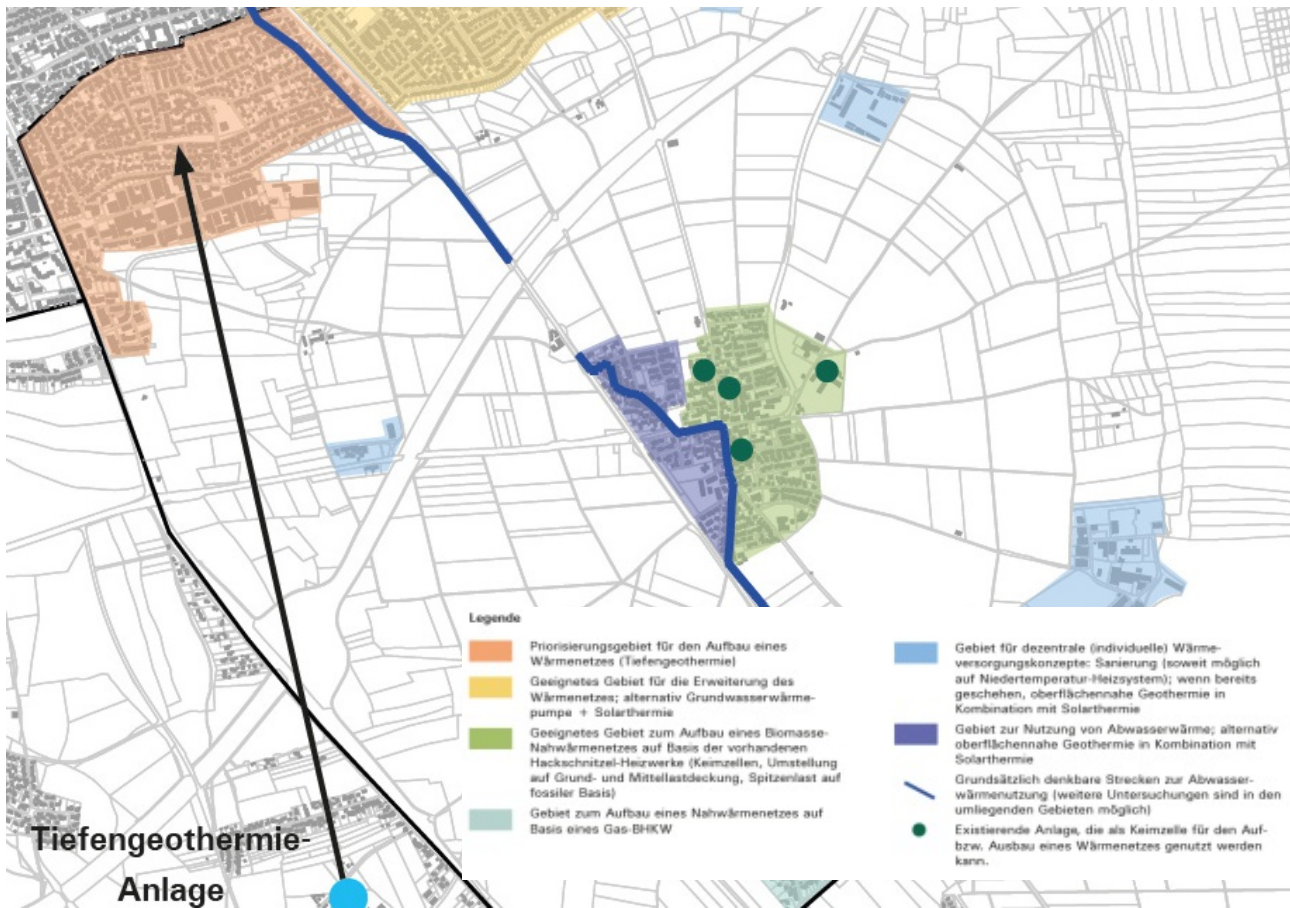 Legende
Priorisierungsgebiet für den Aufbau eines
Wärmenetzes (Tiefengeothermie)
Geeignetes Gebiet für die Erweiterung des
Wärmenetzes; alternativ Grundwasserwärme-
pumpe + Solarthermie
Geeignetes Gebiet zum Aufbau eines Biomasse-
Nahwärmenetzes auf Basis der vorhandenen
Hackschnitzel-Heizwerke (Keimzellen, Umstellung
auf Grund- und Mittellastdeckung, Spitzenlast auf
fossiler Basis)
Gebiet zum Aufbau eines Nahwärmenetzes auf
Basis eines Gas-BHKW
Gebiet für dezentrale (individuelle) Wärme-
versorgungskonzepte: Sanierung (soweit möglich
auf Niedertemperatur-Heizsystem); wenn bereits
geschehen, oberflächennahe Geothermie in
Kombination mit Solarthermie
Gebiet zur Nutzung von Abwasserwärme; alternativ
oberflächennahe Geothermie in Kombination mit
Solarthermie
Grundsätzlich denkbare Strecken zur Abwasser-
wärmenutzung (weitere Untersuchungen sind in den
umliegenden Gebieten möglich)
Existierende Anlage, die als Keimzelle für den Auf-
bzw. Ausbau eines Wärmenetzes genutzt werden
kann.
Tiefengeothermie-
Anlage